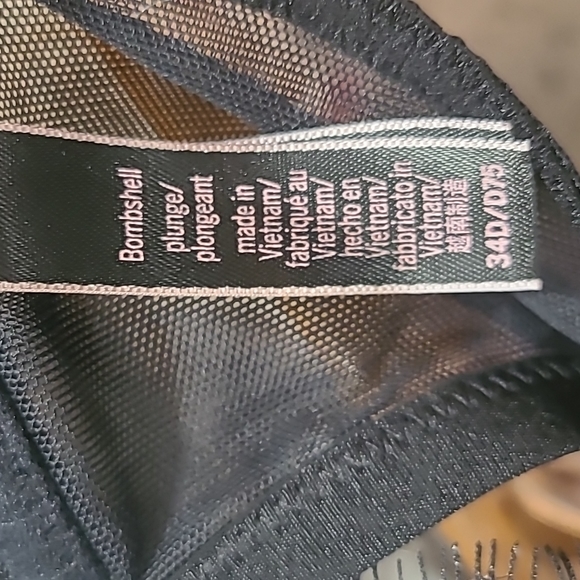 Bombshell
plunge/
plongeant
made in
Vietnam/
fabriqué au
Vietnam/
hecho en
Vietnam/
fabbricato in
Vietnam/
越南制造
34D/D75